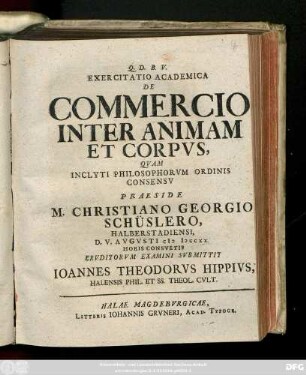 Q. D. B. V.
EXERCITATIO ACADEMICA
DE
COMMERCIO
INTER ANIMAM
ET CORPVS,
QVAM
INCLYTI PHILOSOPHORVM ORDINIS
CONSENSV
PRAESIDE
M. CHRISTIANO GEORGIO
SCHÜSLERO,
HALBERSTADIENSI,
D. V. AVGVSTI cIɔ Iɔccxx.
HORIS CONSVETIS
ERVDITORVM EXAMINI SVBMITTIT
IOANNES THEODORVS HIPPIVS,
HALENSIS PHIL. ET SS. THEOL. CVLT.
HALAE MAGDEBVRGICAE,
LITTERIS IOHANNIS GRVNERI, ACAD. TYPOGR.